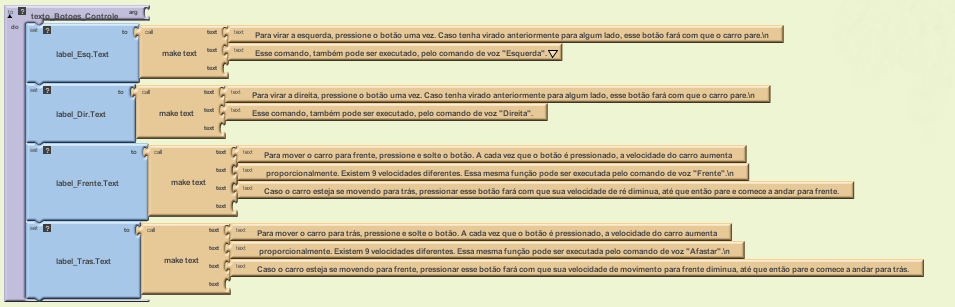 to texto_Botoes_Controle arg
do
set label_Esq.Text to call make text text text Para virar a esquerda, pressione o botão uma vez. Caso tenha virado anteriormente para algum lado, esse botão fará com que o carro pare.\n
text text Esse comando, também pode ser executado, pelo comando de voz "Esquerda".
text
set label_Dir.Text to call make text text text Para virar a direita, pressione o botão uma vez. Caso tenha virado anteriormente para algum lado, esse botão fará com que o carro pare.\n
text text Esse comando, também pode ser executado, pelo comando de voz "Direita".
text
set label_Frente.Text to call make text text text Para mover o carro para frente, pressione e solte o botão. A cada vez que o botão é pressionado, a velocidade do carro aumenta
text text proporcionalmente. Existem 9 velocidades diferentes. Essa mesma função pode ser executada pelo comando de voz "Frente".\n
text text Caso o carro esteja se movendo para trás, pressionar esse botão fará com que sua velocidade de ré diminua, até que então pare e comece a andar para frente.
text
set label_Tras.Text to call make text text text Para mover o carro para trás, pressione e solte o botão. A cada vez que o botão é pressionado, a velocidade do carro aumenta
text text proporcionalmente. Existem 9 velocidades diferentes. Essa mesma função pode ser executada pelo comando de voz "Afastar".\n
text text Caso o carro esteja se movendo para frente, pressionar esse botão fará com que sua velocidade de movimento para frente diminua, até que então pare e comece a andar para trás.
text